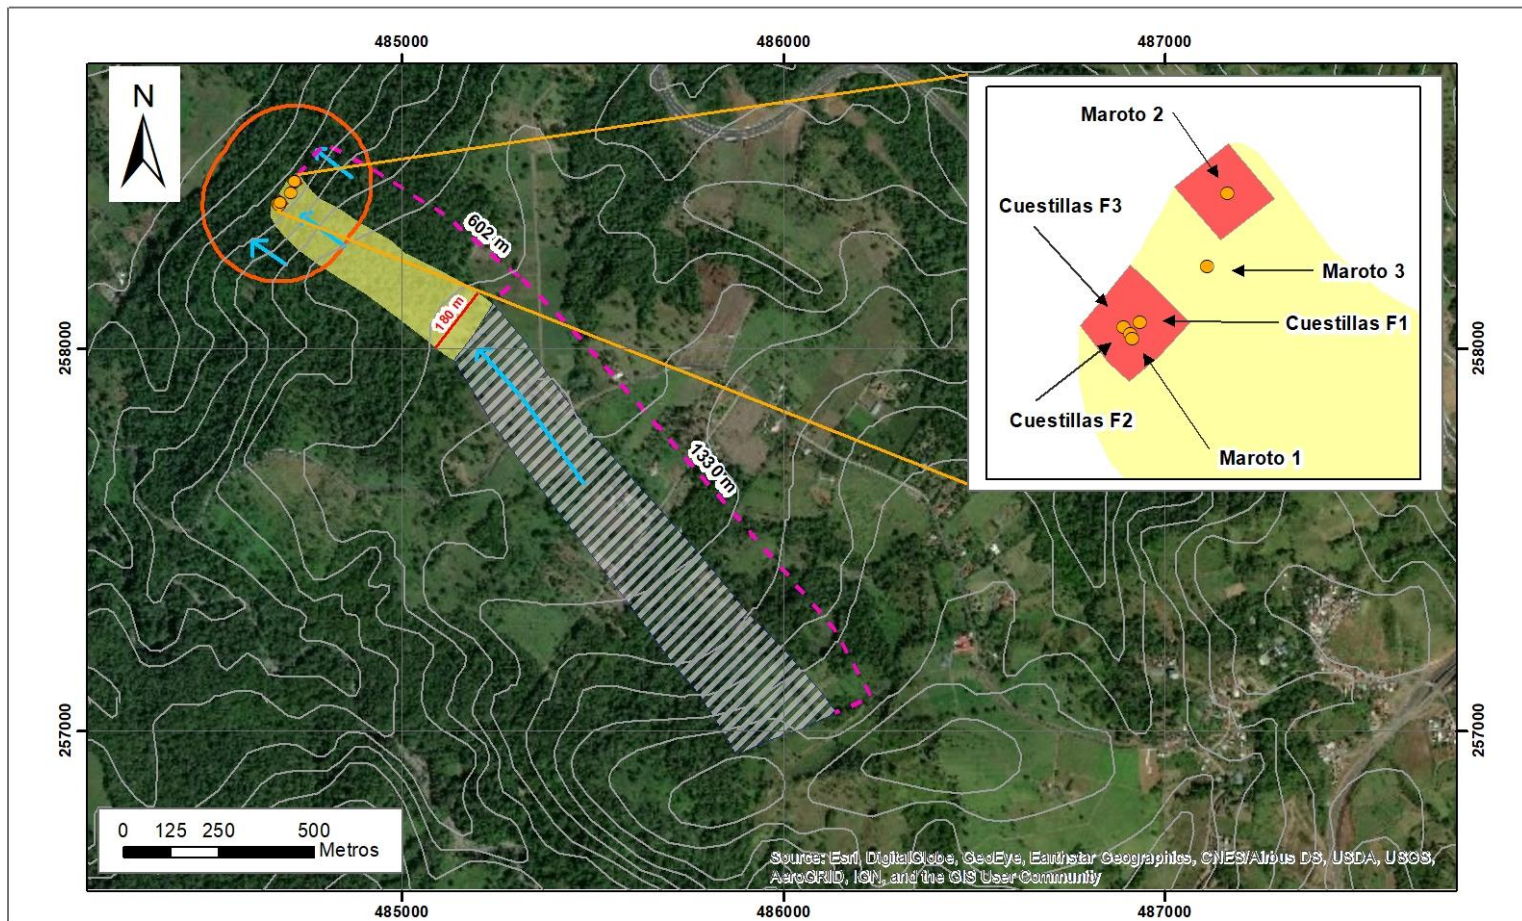 485000
486000
487000
N
Maroto 2
Cuestillas F3
Maroto 3
Cuestillas F1
Cuestillas F2
Maroto 1
602 m
180 m
1330 m
258000
258000
257000
257000
0 125 250 500
Metros
Source: Esri, DigitalGlobe, GeoEye, Earthstar Geographics, CNES/Airbus DS, USDA, USGS,
AeroGRID, IGN, and the GIS User Community
485000
486000
487000